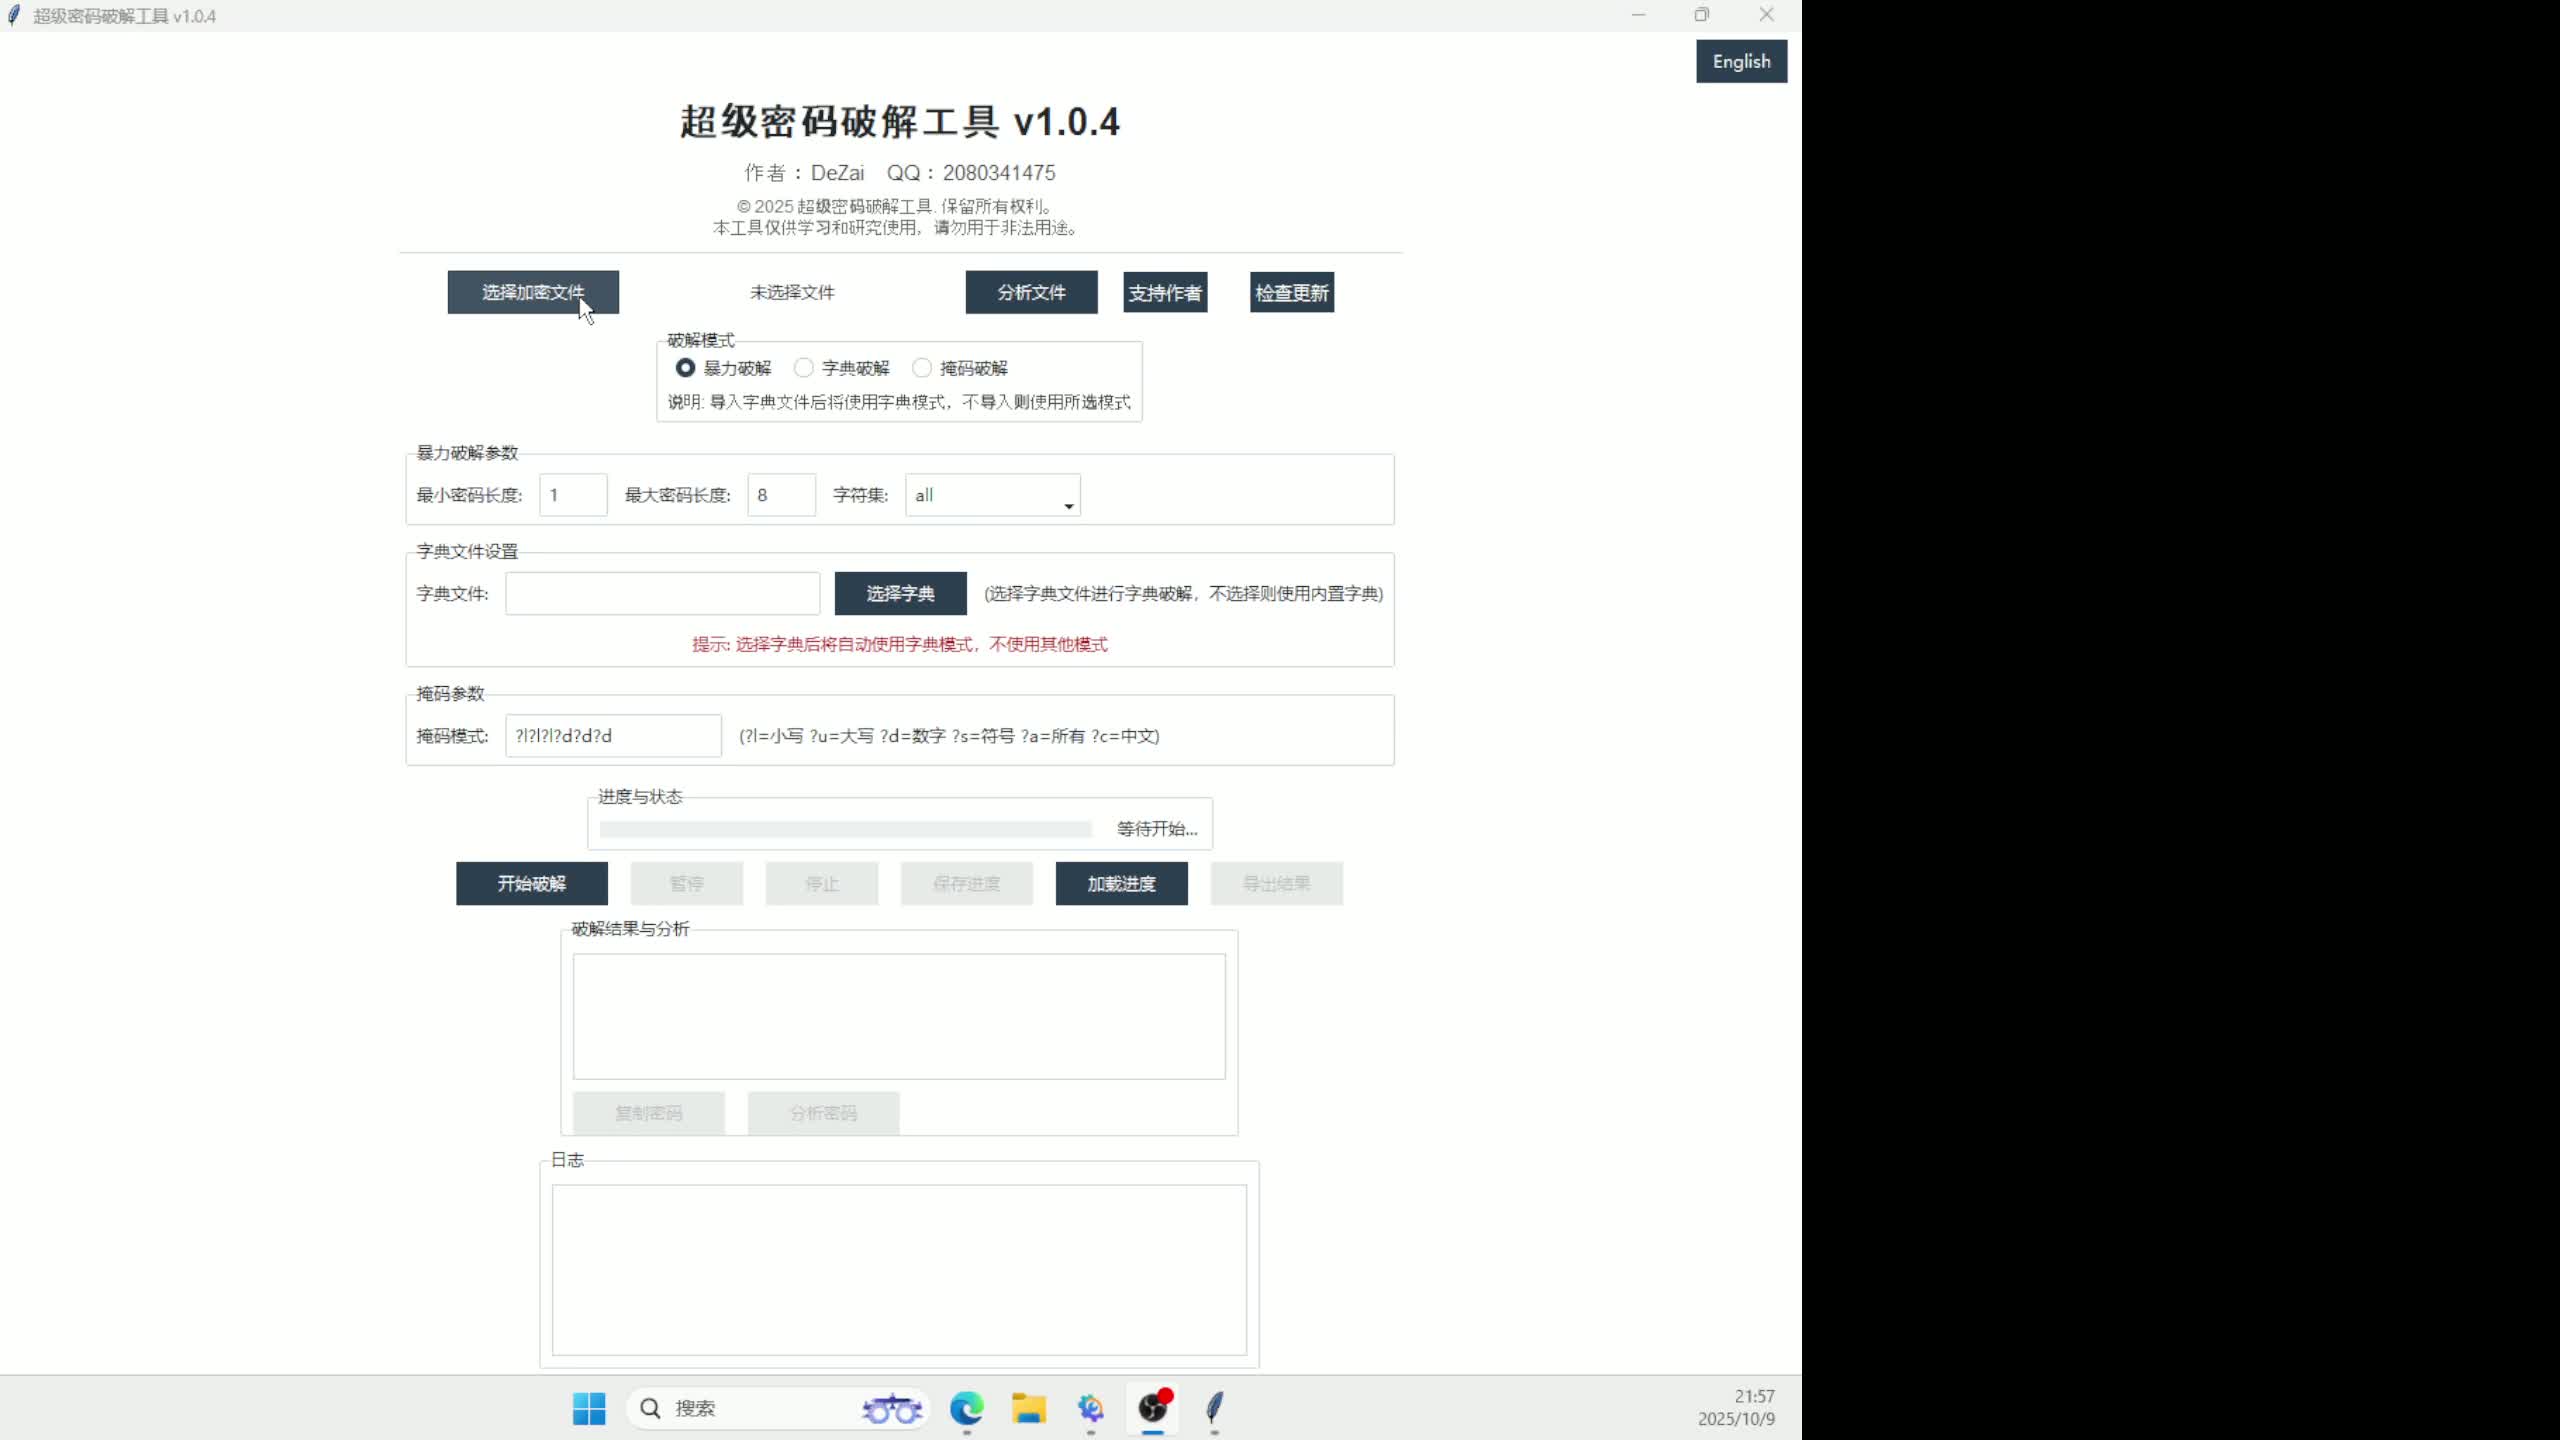 超级密码破解工具 v1.0.4
English
超级密码破解工具 v1.0.4
作者：DeZai QQ：2080341475
© 2025 超级密码破解工具. 保留所有权利。
本工具仅供学习和研究使用，请勿用于非法用途。
选择加密文件 未选择文件 分析文件 支持作者 检查更新
破解模式
暴力破解 字典破解 掩码破解
说明: 导入字典文件后将使用字典模式，不导入则使用所选模式
暴力破解参数
最小密码长度: 1 最大密码长度: 8 字符集: all
字典文件设置
字典文件: 选择字典 (选择字典文件进行字典破解，不选择则使用内置字典)
提示: 选择字典后将自动使用字典模式，不使用其他模式
掩码参数
掩码模式: ?l?l?l?d?d?d (?l=小写 ?u=大写 ?d=数字 ?s=符号 ?a=所有 ?c=中文)
进度与状态
等待开始...
开始破解 暂停 停止 保存进度 加载进度 导出结果
破解结果与分析
复制密码 分析密码
日志
搜索
21:57
2025/10/9